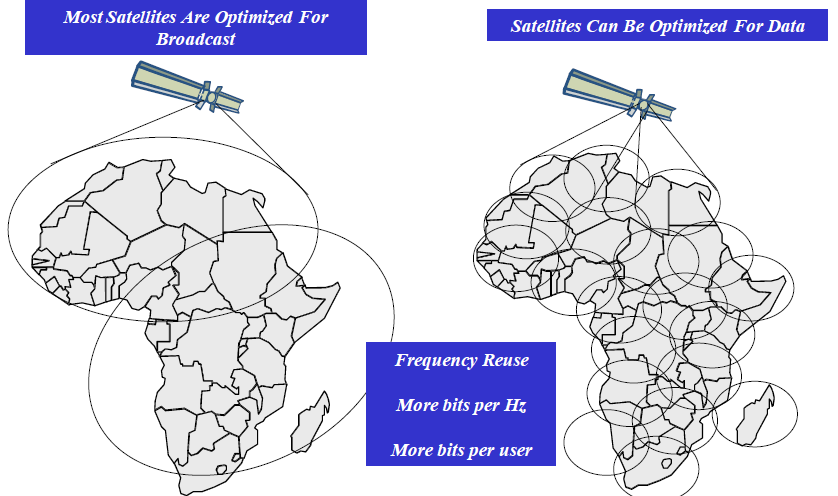 Most Satellites Are Optimized For
Broadcast
Satellites Can Be Optimized For Data
Frequency Reuse
More bits per Hz
More bits per user